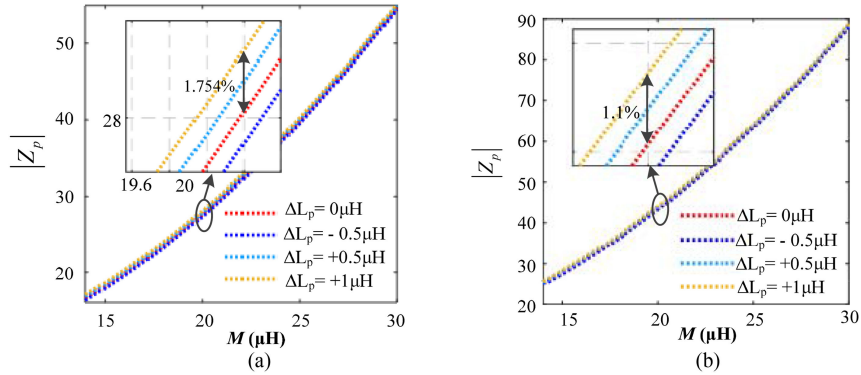 50
40
30
20
|Z_p|
1.754%
28
19.6 20
ΔL_p= 0μH
ΔL_p= - 0.5μH
ΔL_p= +0.5μH
ΔL_p= +1μH
20 25 30
M (μH)
(a)
90
80
70
60
50
40
30
20
|Z_p|
1.1%
ΔL_p= 0μH
ΔL_p= - 0.5μH
ΔL_p= +0.5μH
ΔL_p= +1μH
15 20 25 30
M (μH)
(b)